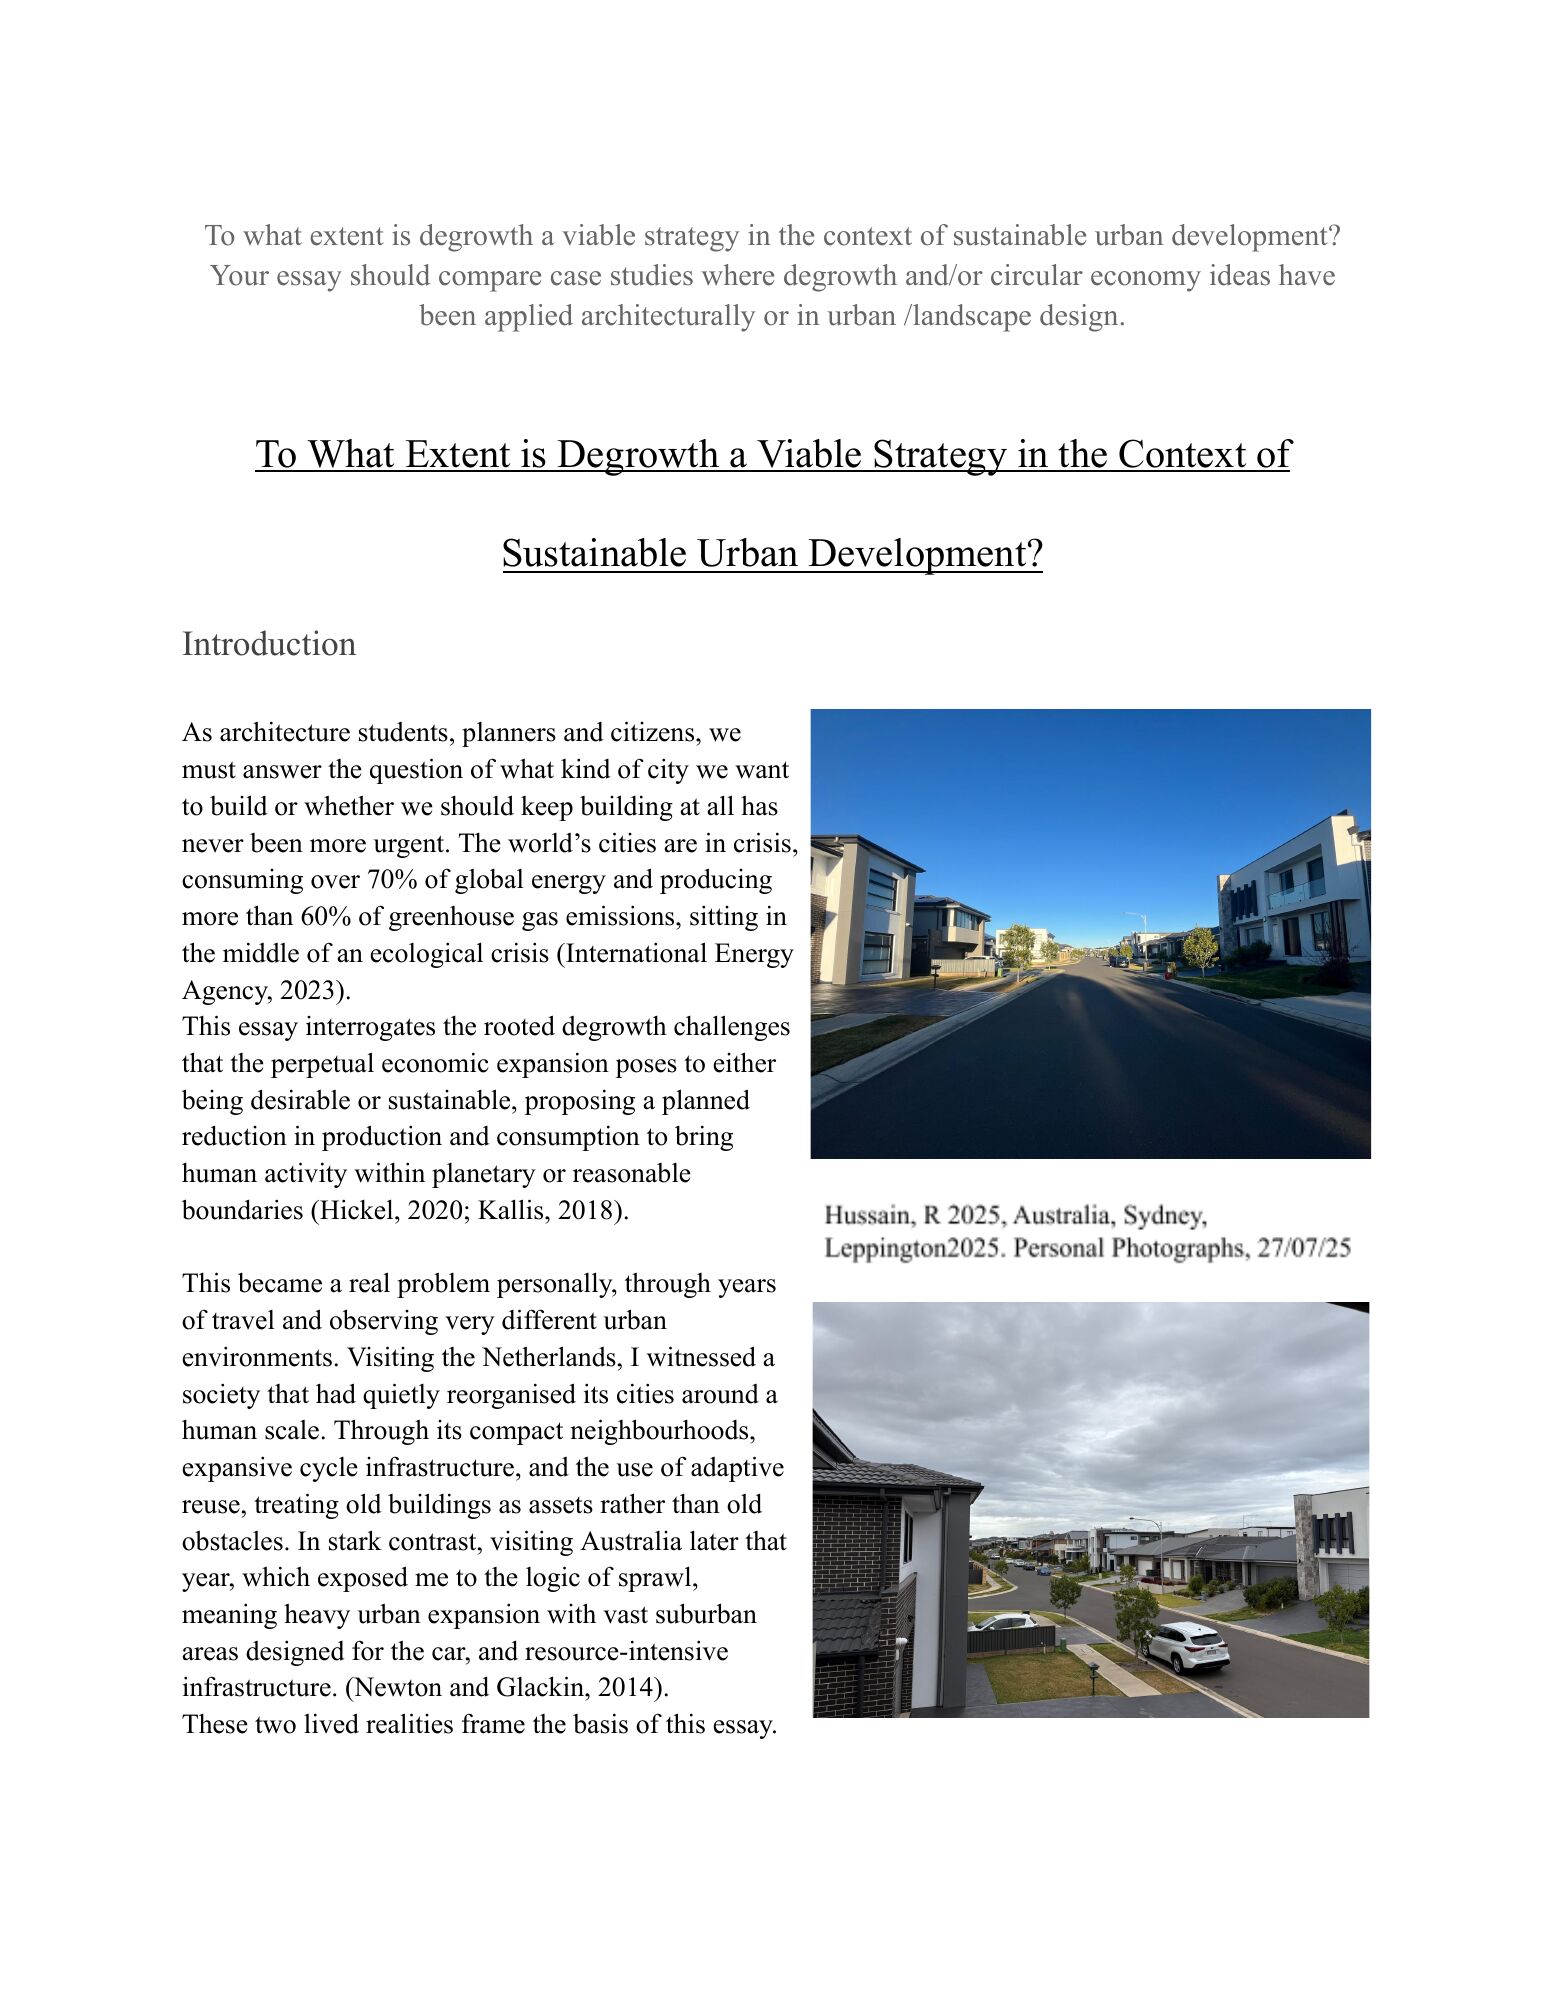 To what extent is degrowth a viable strategy in the context of sustainable urban development?
Your essay should compare case studies where degrowth and/or circular economy ideas have
been applied architecturally or in urban /landscape design.
To What Extent is Degrowth a Viable Strategy in the Context of
Sustainable Urban Development?
Introduction
As architecture students, planners and citizens, we
must answer the question of what kind of city we want
to build or whether we should keep building at all has
never been more urgent. The world’s cities are in crisis,
consuming over 70% of global energy and producing
more than 60% of greenhouse gas emissions, sitting in
the middle of an ecological crisis (International Energy
Agency, 2023).
This essay interrogates the rooted degrowth challenges
that the perpetual economic expansion poses to either
being desirable or sustainable, proposing a planned
reduction in production and consumption to bring
human activity within planetary or reasonable
boundaries (Hickel, 2020; Kallis, 2018).
This became a real problem personally, through years
of travel and observing very different urban
environments. Visiting the Netherlands, I witnessed a
society that had quietly reorganised its cities around a
human scale. Through its compact neighbourhoods,
expansive cycle infrastructure, and the use of adaptive
reuse, treating old buildings as assets rather than old
obstacles. In stark contrast, visiting Australia later that
year, which exposed me to the logic of sprawl,
meaning heavy urban expansion with vast suburban
areas designed for the car, and resource-intensive
infrastructure. (Newton and Glackin, 2014).
These two lived realities frame the basis of this essay.
Hussain, R 2025, Australia, Sydney,
Leppington2025. Personal Photographs, 27/07/25